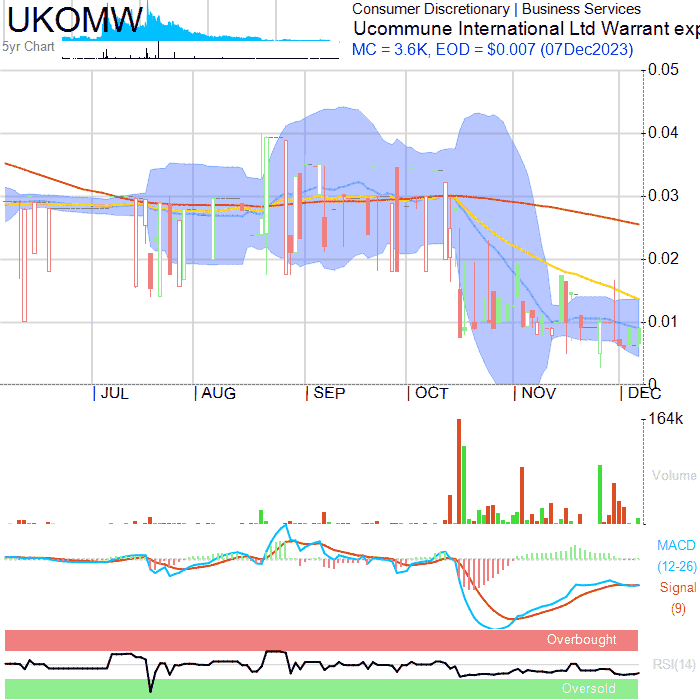 UKOMW
5yr Chart
Consumer Discretionary | Business Services
Ucommune International Ltd Warrant exp
MC = 3.6K, EOD = $0.007 (07Dec2023)
0.05
0.04
0.03
0.02
0.01
0
JUL AUG SEP OCT NOV DEC
164k
Volume
MACD
(12-26)
Signal
(9)
Overbought
RSI(14)
Oversold